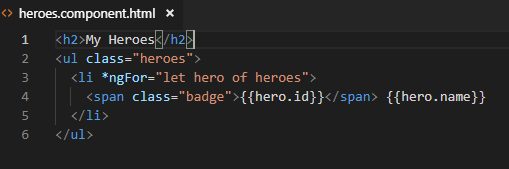 <> heroes.component.html ×
1 <h2>My Heroes</h2>
2 <ul class="heroes">
3 <li *ngFor="let hero of heroes">
4 <span class="badge">{{hero.id}}</span> {{hero.name}}
5 </li>
6 </ul>